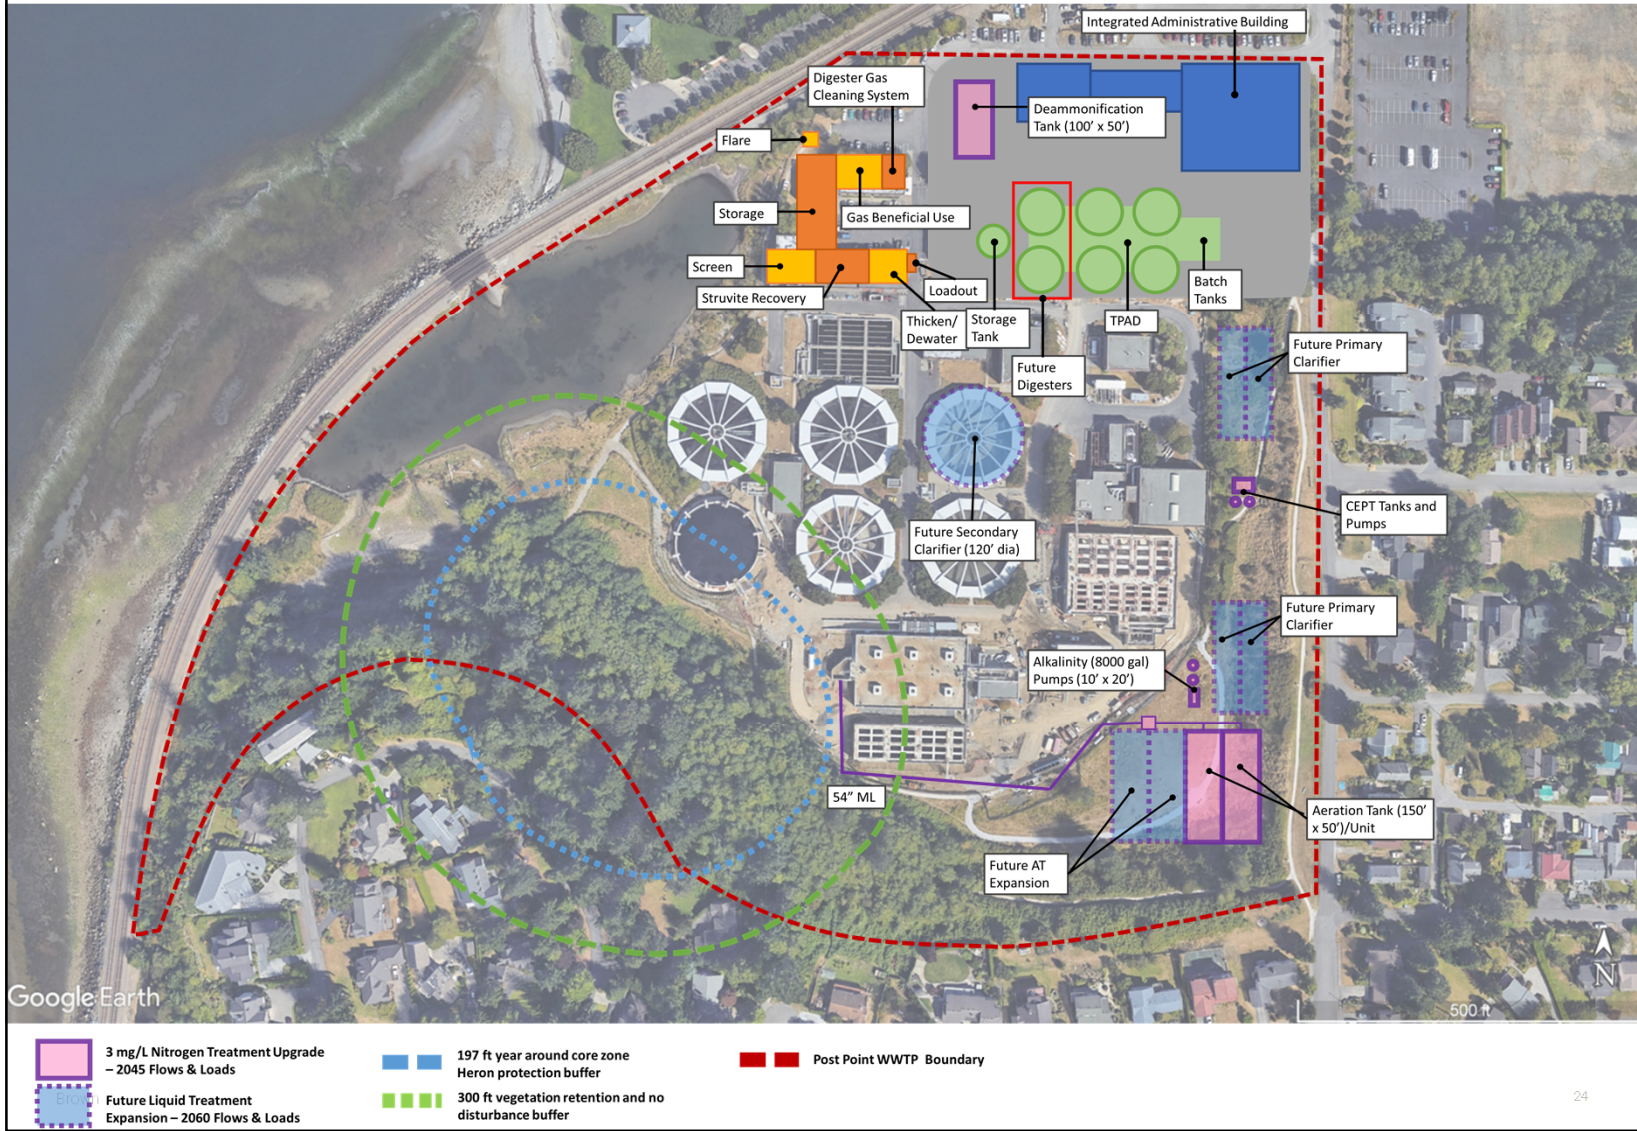 Integrated Administrative Building
Digester Gas
Cleaning System
Deammonification
Tank (100’ x 50’)
Flare
Storage
Gas Beneficial Use
Screen
Struvite Recovery
Loadout
Thicken/
Dewater
Storage
Tank
Future
Digesters
TPAD
Batch
Tanks
Future Primary
Clarifier
CEPT Tanks and
Pumps
Future Secondary
Clarifier (120’ dia)
Future Primary
Clarifier
Alkalinity (8000 gal)
Pumps (10’ x 20’)
54” ML
Aeration Tank (150’
x 50’)/Unit
Future AT
Expansion
N
Google Earth
500 ft
3 mg/L Nitrogen Treatment Upgrade
– 2045 Flows & Loads
Future Liquid Treatment
Expansion – 2060 Flows & Loads
197 ft year around core zone
Heron protection buffer
300 ft vegetation retention and no
disturbance buffer
Post Point WWTP Boundary
24